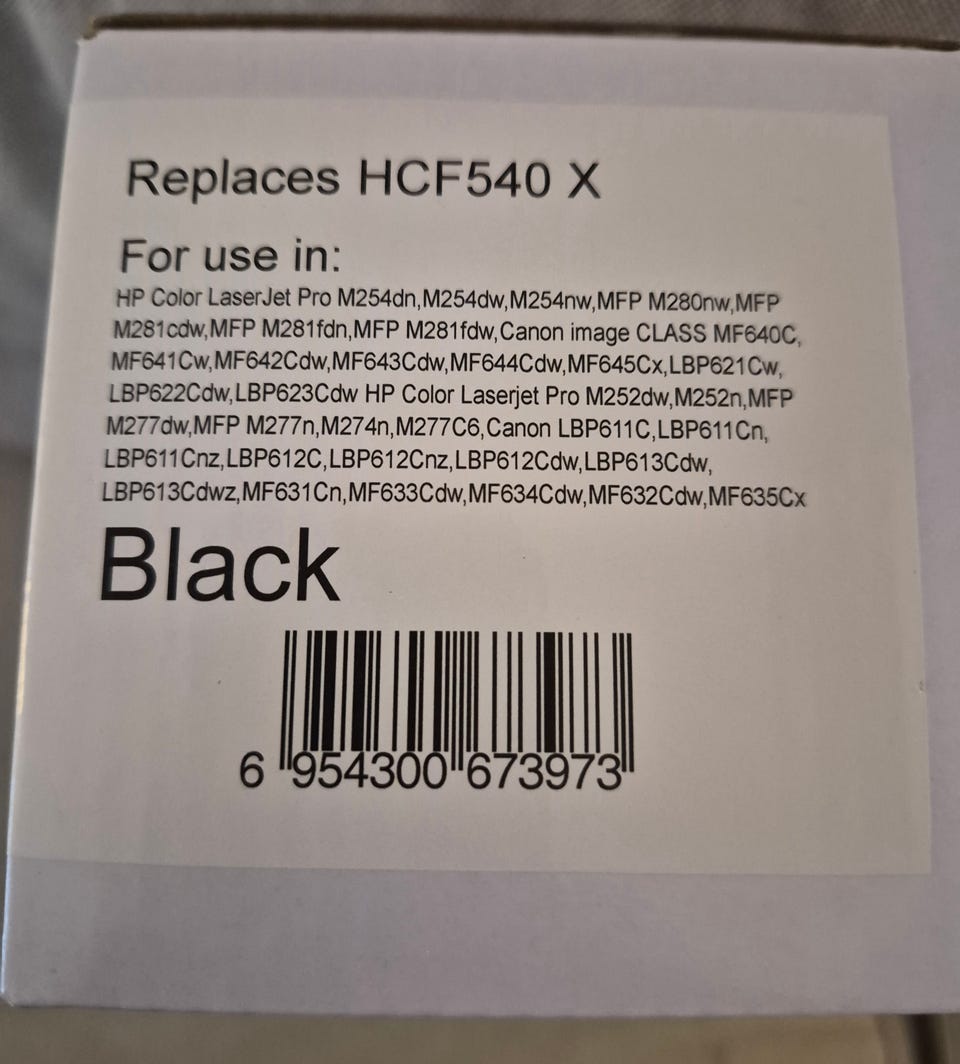 Replaces HCF540 X
For use in:
HP Color LaserJet Pro M254dn,M254dw,M254nw,MFP M280nw,MFP
M281cdw,MFP M281fdn,MFP M281fdw,Canon image CLASS MF640C,
MF641Cw,MF642Cdw,MF643Cdw,MF644Cdw,MF645Cx,LBP621Cw,
LBP622Cdw,LBP623Cdw HP Color Laserjet Pro M252dw,M252n,MFP
M277dw,MFP M277n,M274n,M277C6,Canon LBP611C,LBP611Cn,
LBP611Cnz,LBP612C,LBP612Cnz,LBP612Cdw,LBP613Cdw,
LBP613Cdwz,MF631Cn,MF633Cdw,MF634Cdw,MF632Cdw,MF635Cx
Black
6 954300 673973